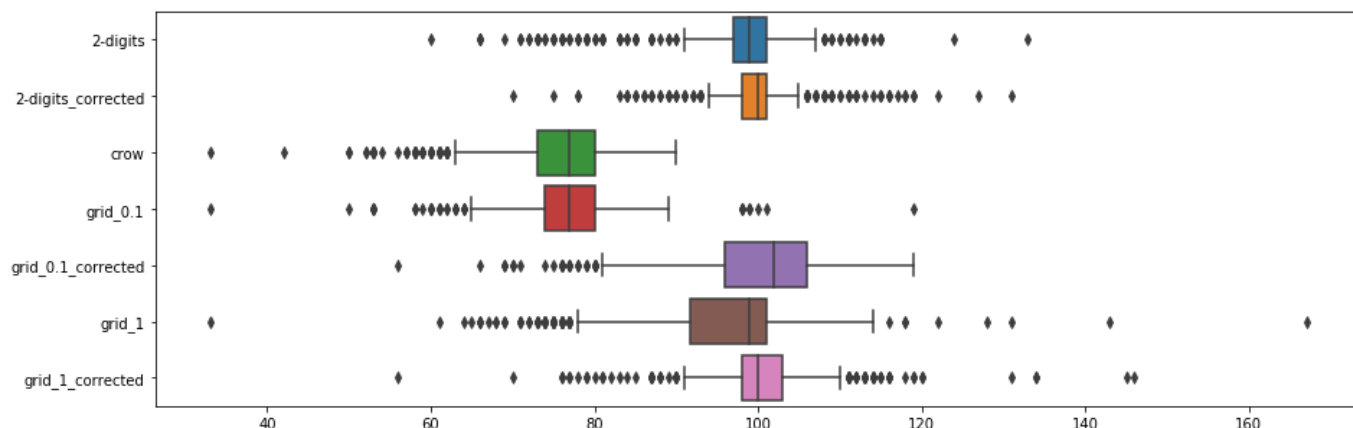 2-digits
2-digits_corrected
crow
grid_0.1
grid_0.1_corrected
grid_1
grid_1_corrected
40 60 80 100 120 140 160